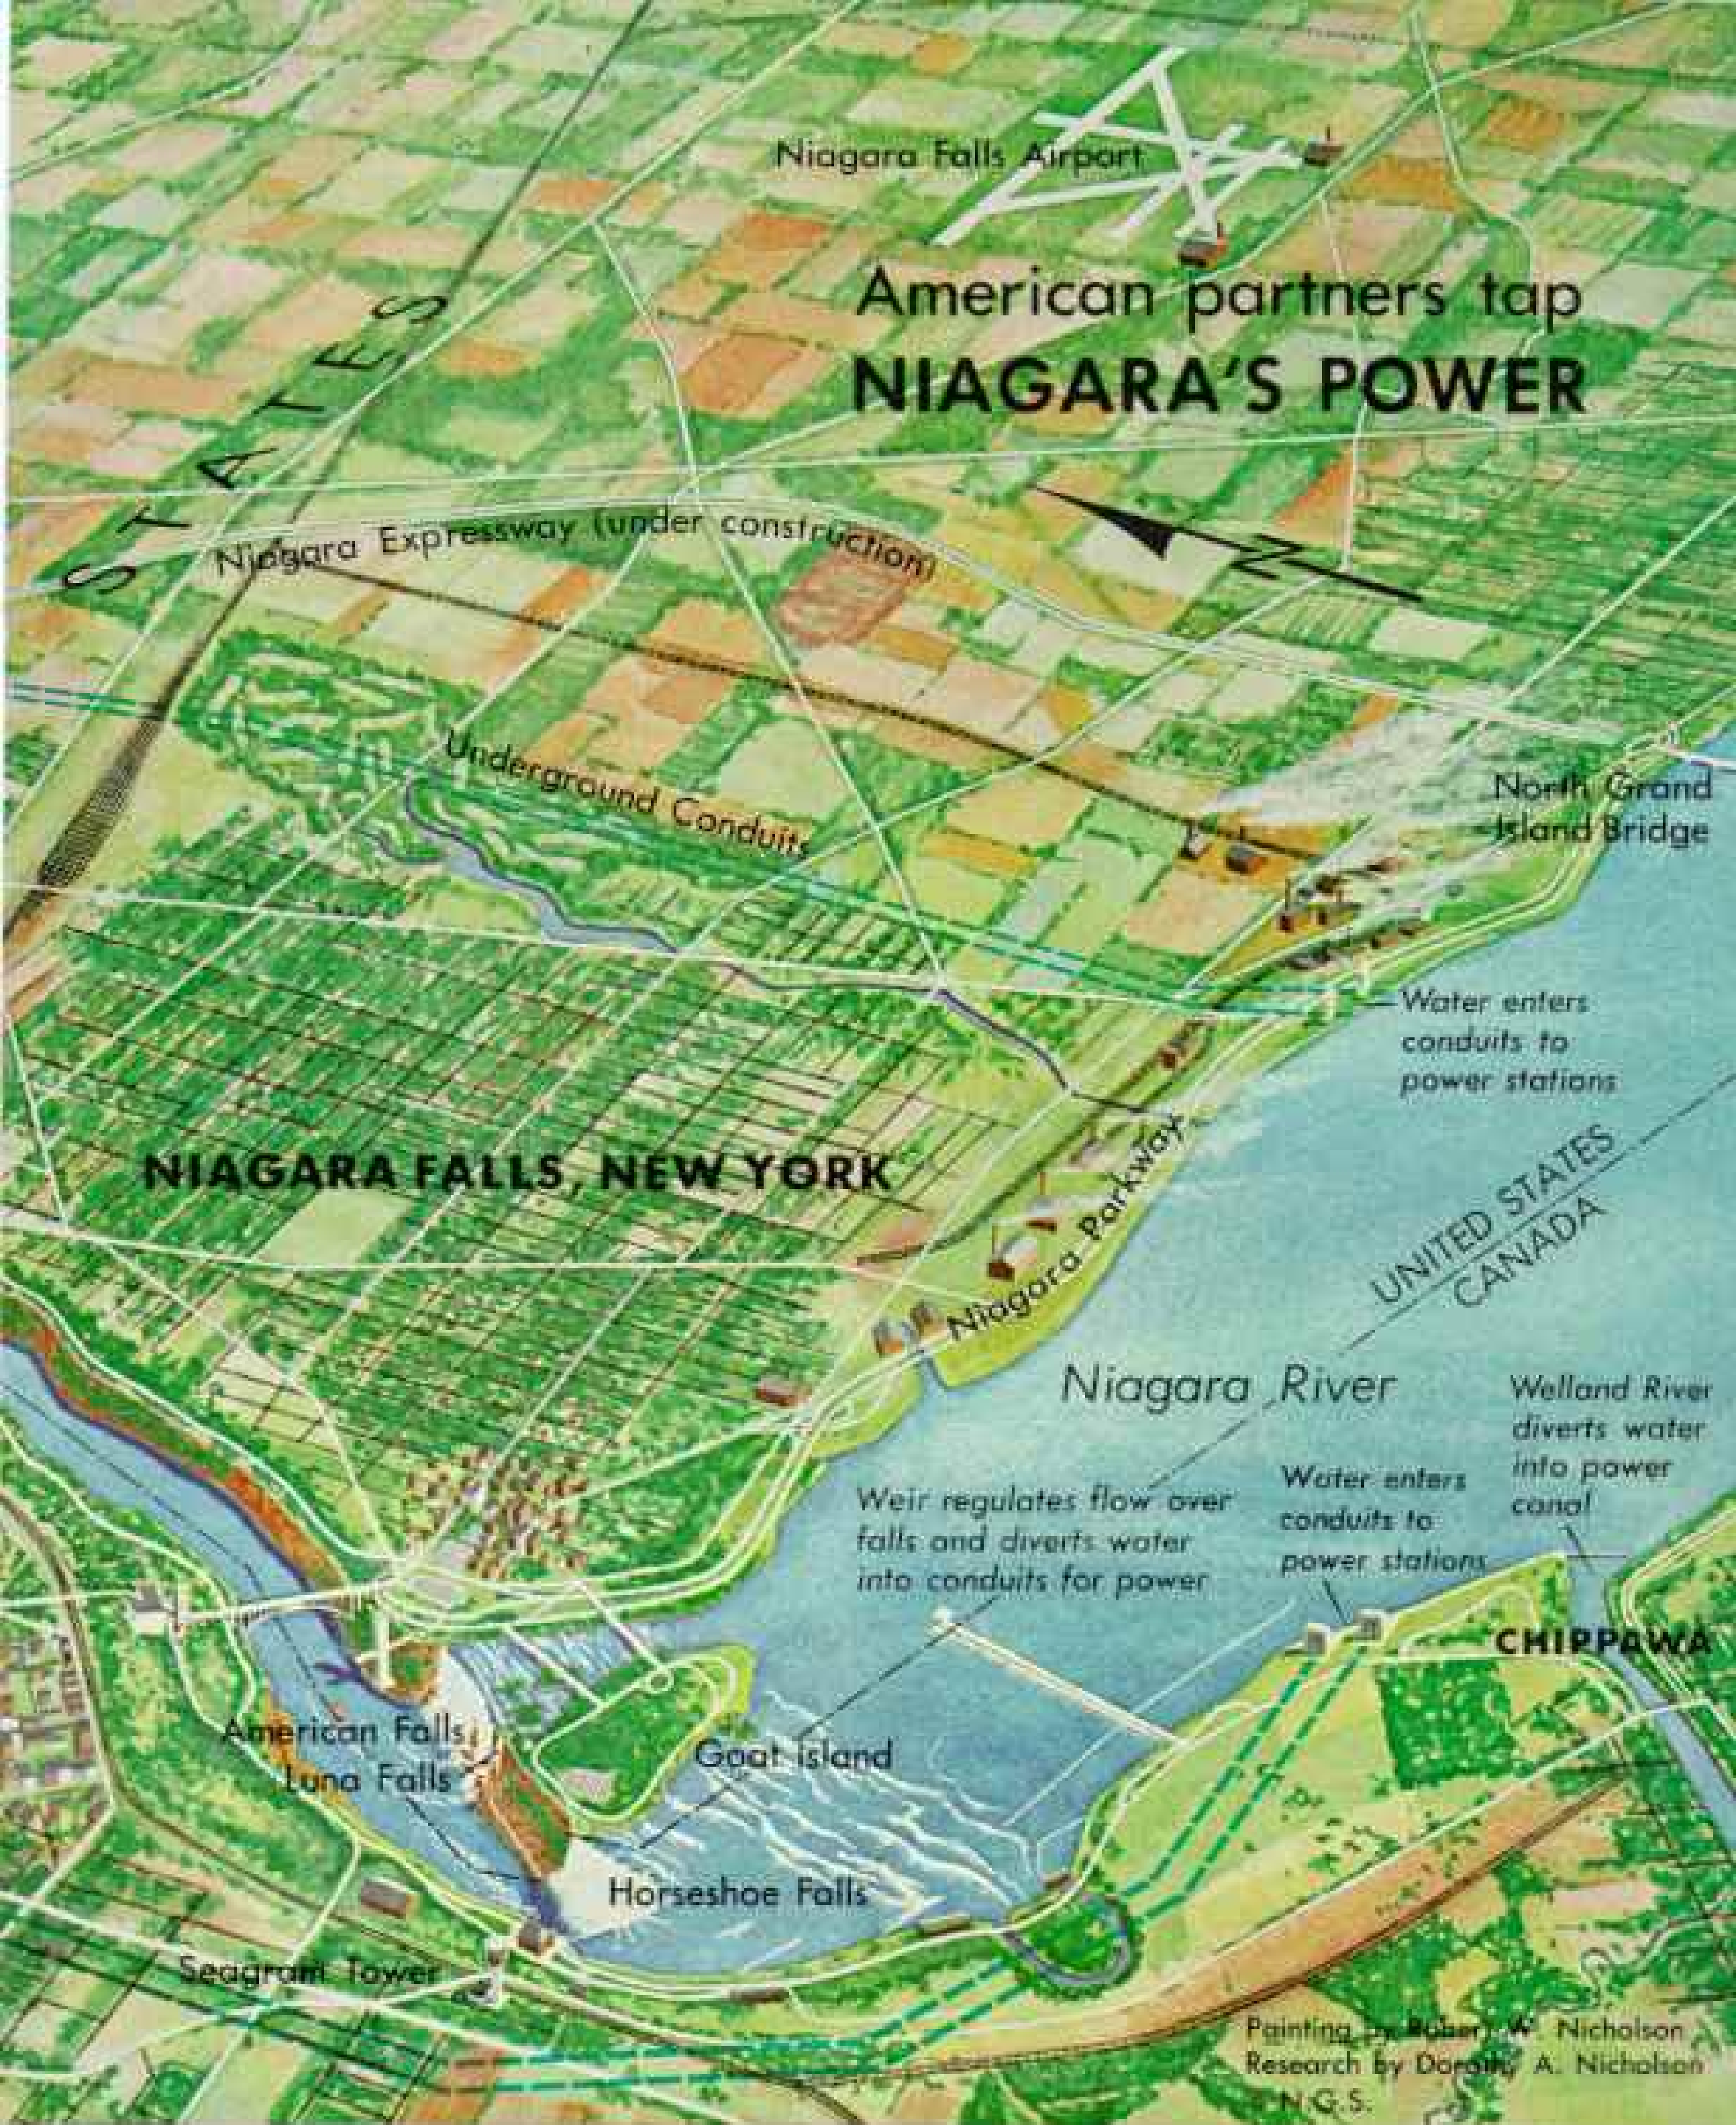 Niagara Falls Airport
American partners tap
NIAGARA'S POWER
STATES
Niagara Expressway (under construction)
N
Underground Conduits
North Grand
Island Bridge
Water enters
conduits to
power stations
NIAGARA FALLS, NEW YORK
Niagara Parkway
UNITED STATES
CANADA
Niagara River
Welland River
diverts water
into power
canal
Water enters
conduits to
power stations
Weir regulates flow over
falls and diverts water
into conduits for power
CHIPPAWA
American Falls
Luna Falls
Goat Island
Horseshoe Falls
Seagram Tower
Painting by Robert W. Nicholson
Research by Dorothy A. Nicholson
N.G.S.